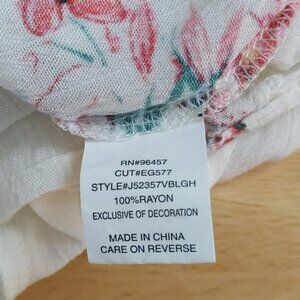 RN#96457
CUT#EG577
STYLE#J52357VBLGH
100%RAYON
EXCLUSIVE OF DECORATION
MADE IN CHINA
CARE ON REVERSE